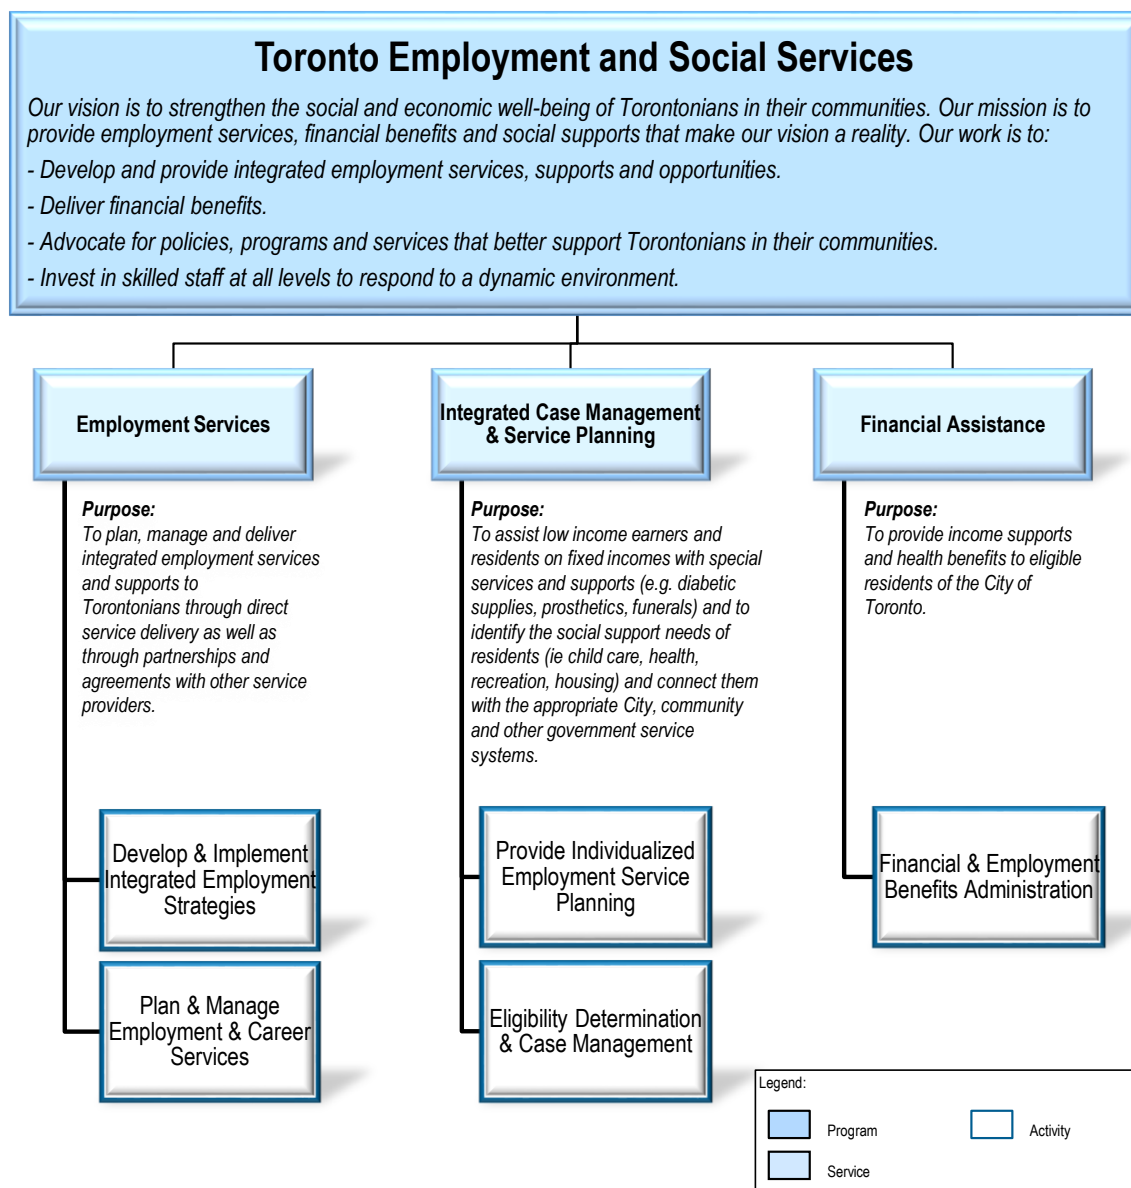 Toronto Employment and Social Services
Our vision is to strengthen the social and economic well-being of Torontonians in their communities. Our mission is to
provide employment services, financial benefits and social supports that make our vision a reality. Our work is to:
- Develop and provide integrated employment services, supports and opportunities.
- Deliver financial benefits.
- Advocate for policies, programs and services that better support Torontonians in their communities.
- Invest in skilled staff at all levels to respond to a dynamic environment.
Employment Services
Purpose:
To plan, manage and deliver
integrated employment services
and supports to
Torontonians through direct
service delivery as well as
through partnerships and
agreements with other service
providers.
Develop & Implement
Integrated Employment
Strategies
Plan & Manage
Employment & Career
Services
Integrated Case Management
& Service Planning
Purpose:
To assist low income earners and
residents on fixed incomes with special
services and supports (e.g. diabetic
supplies, prosthetics, funerals) and to
identify the social support needs of
residents (ie child care, health,
recreation, housing) and connect them
with the appropriate City, community
and other government service
systems.
Provide Individualized
Employment Service
Planning
Eligibility Determination
& Case Management
Financial Assistance
Purpose:
To provide income supports
and health benefits to eligible
residents of the City of
Toronto.
Financial & Employment
Benefits Administration
Legend:
Program
Activity
Service